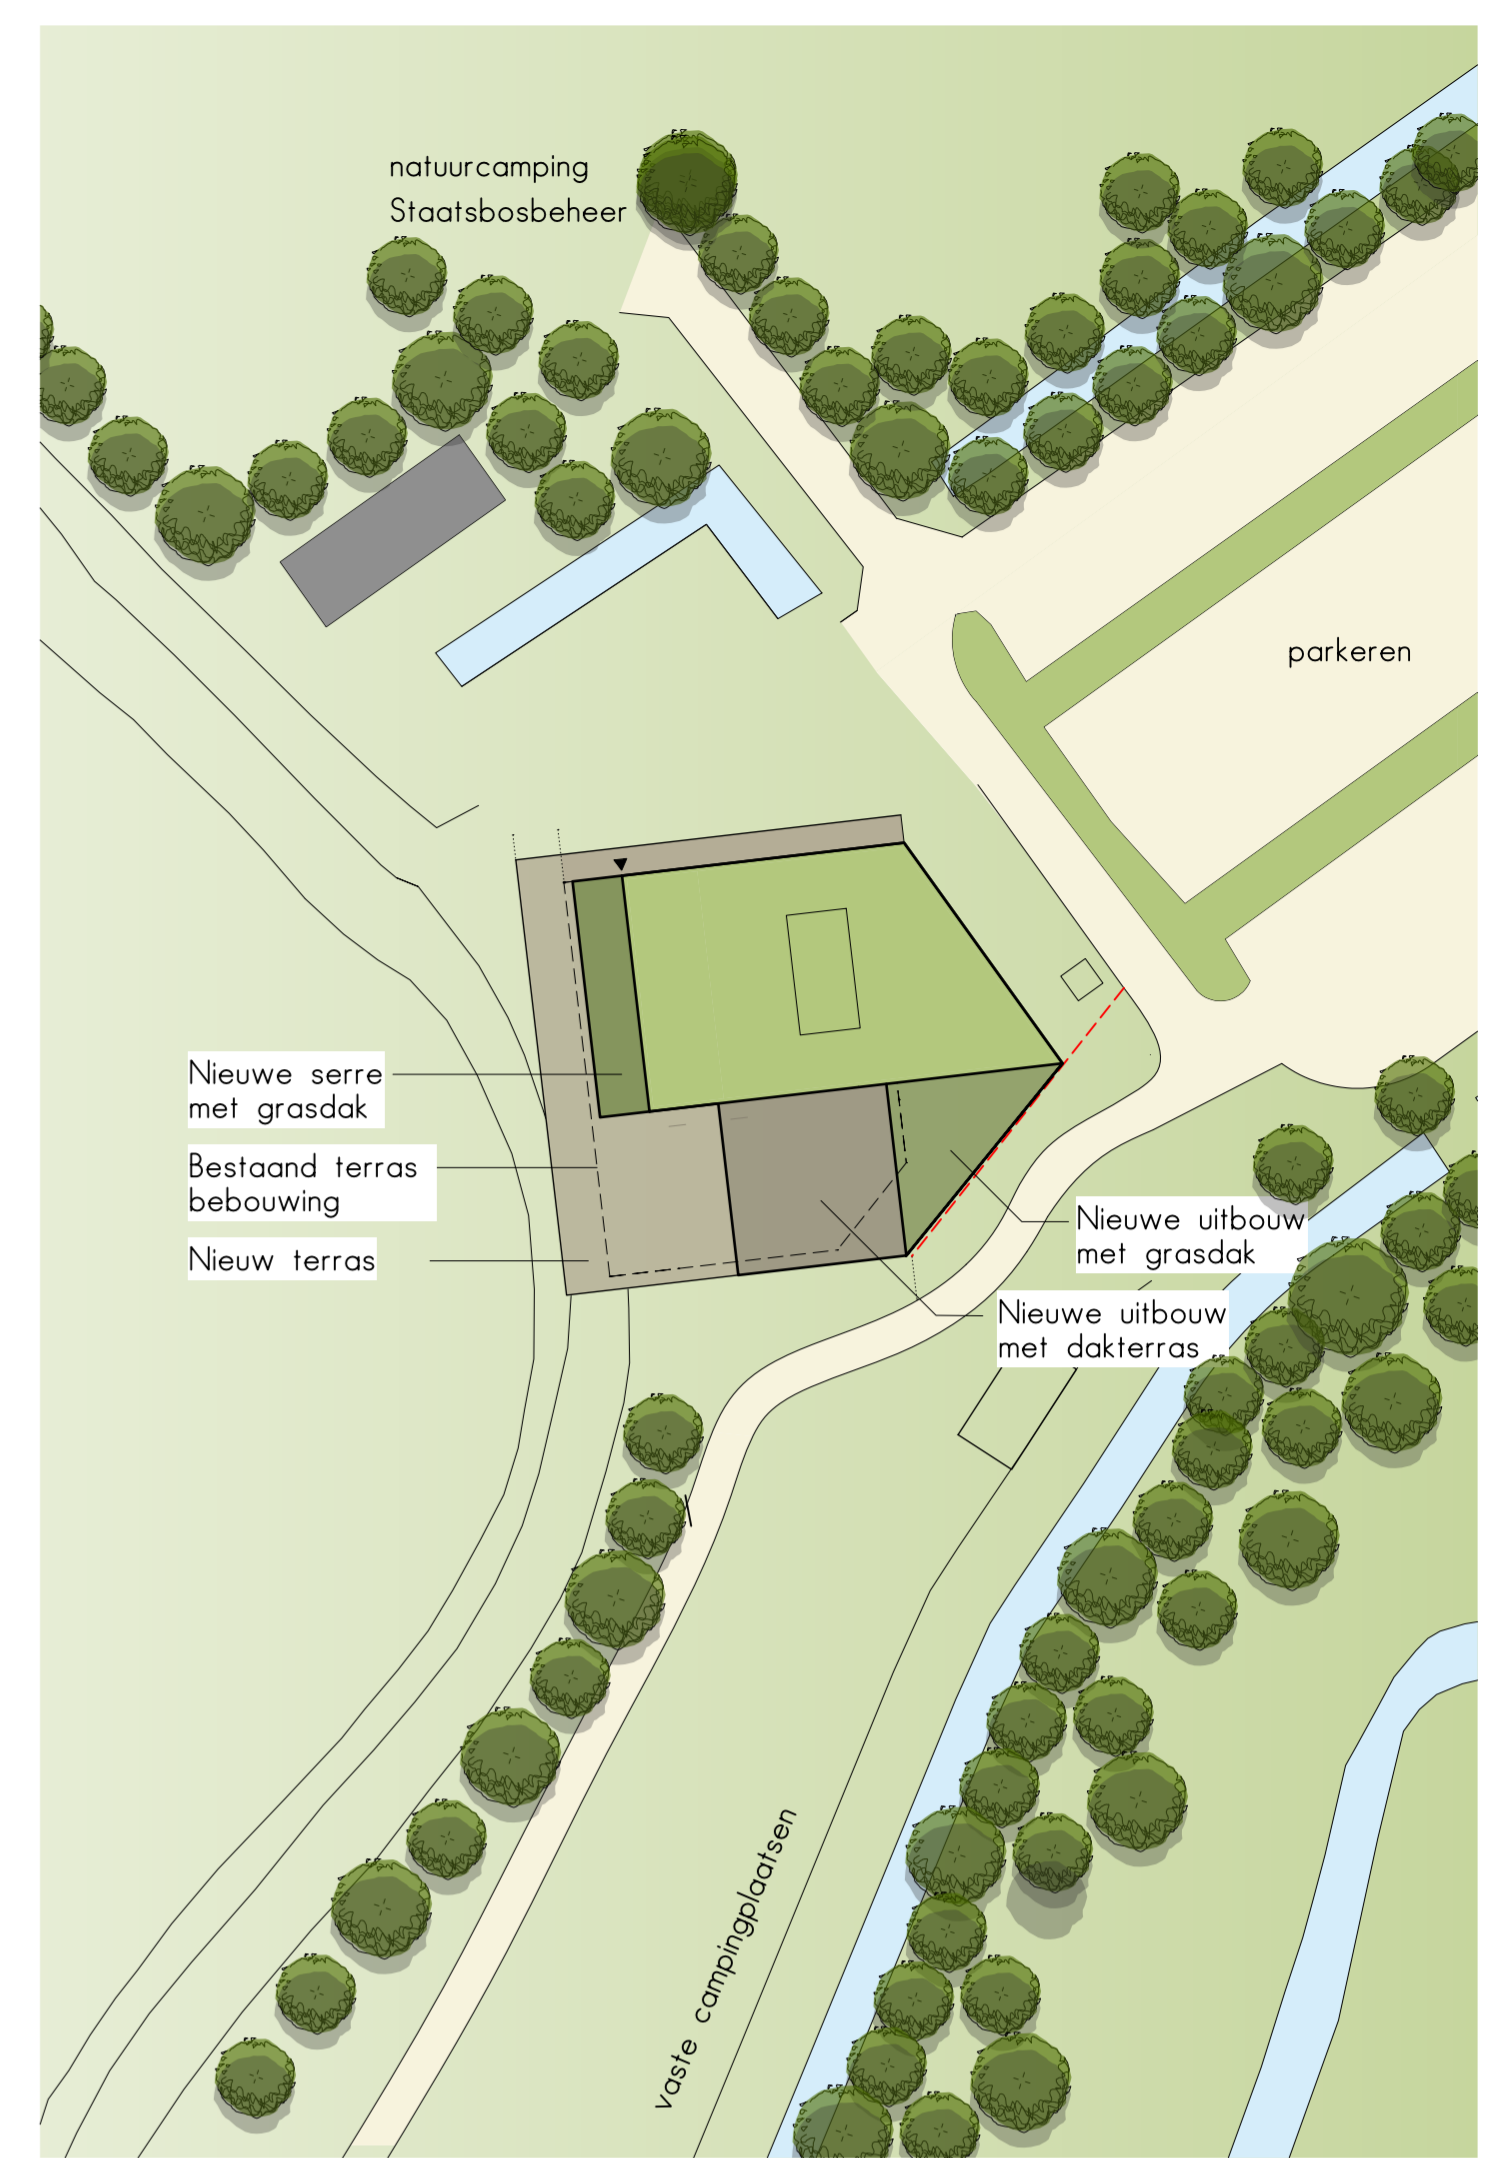 natuurcamping
Staatsbosbeheer
parkeren
Nieuwe serre
met grasdak
Bestaand terras
bebouwing
Nieuw terras
Nieuwe uitbouw
met grasdak
Nieuwe uitbouw
met dakterras
vaste campingplaatsen